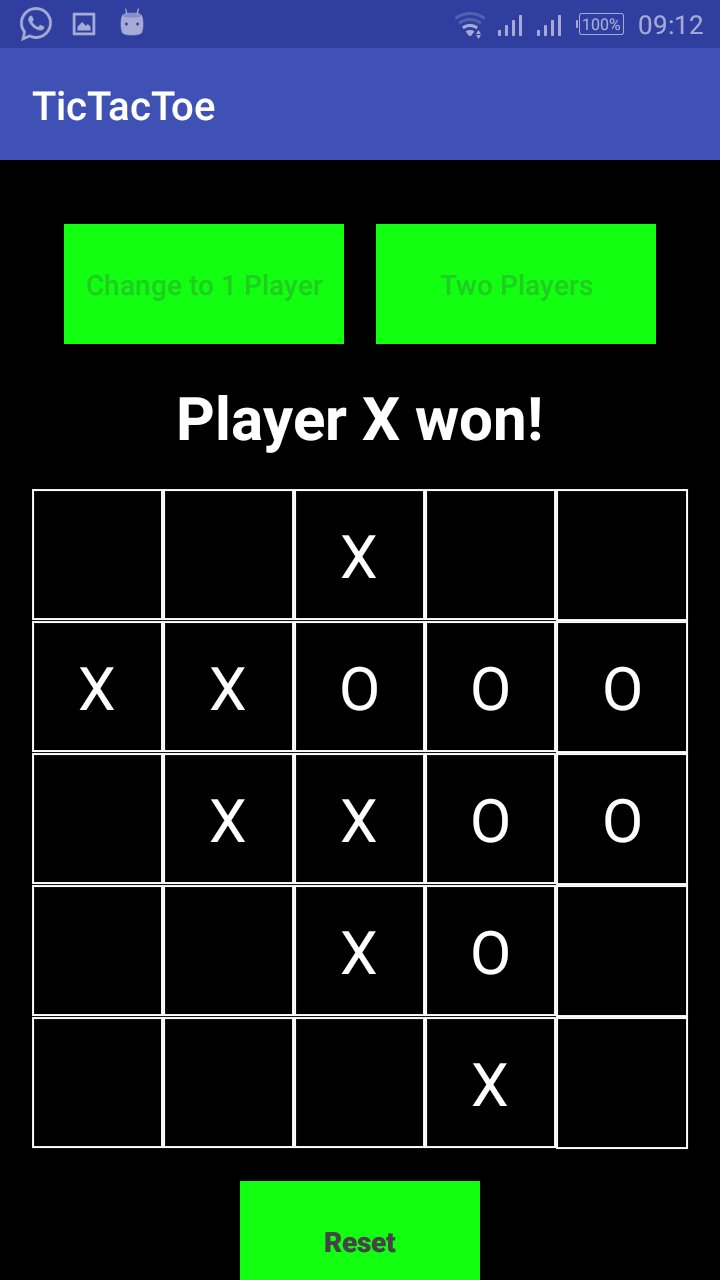 100% 09:12
TicTacToe
Change to 1 Player Two Players
Player X won!
X
X X O O O
X X O O
X O
X
Reset